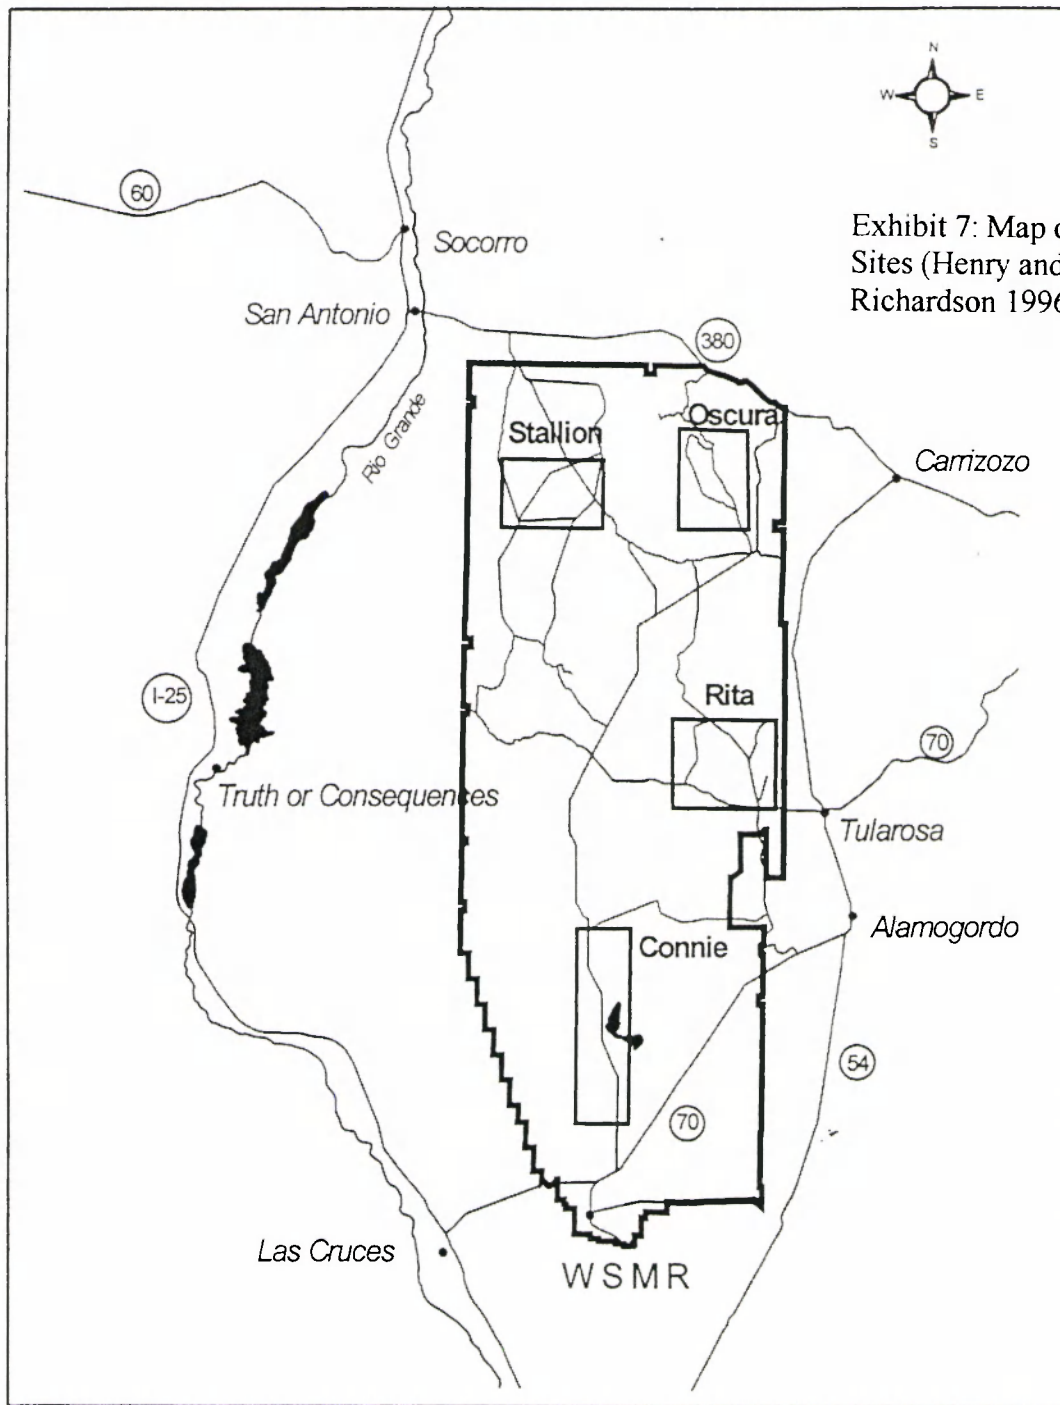 N
W E
S
60
Socorro
Exhibit 7: Map
Sites (Henry and
Richardson 1996
San Antonio
380
Rio Grande
Oscura
Stallion
Carrizozo
I-25
Rita
70
Truth or Consequences
Tularosa
Alamogordo
Connie
54
70
Las Cruces
WSMR